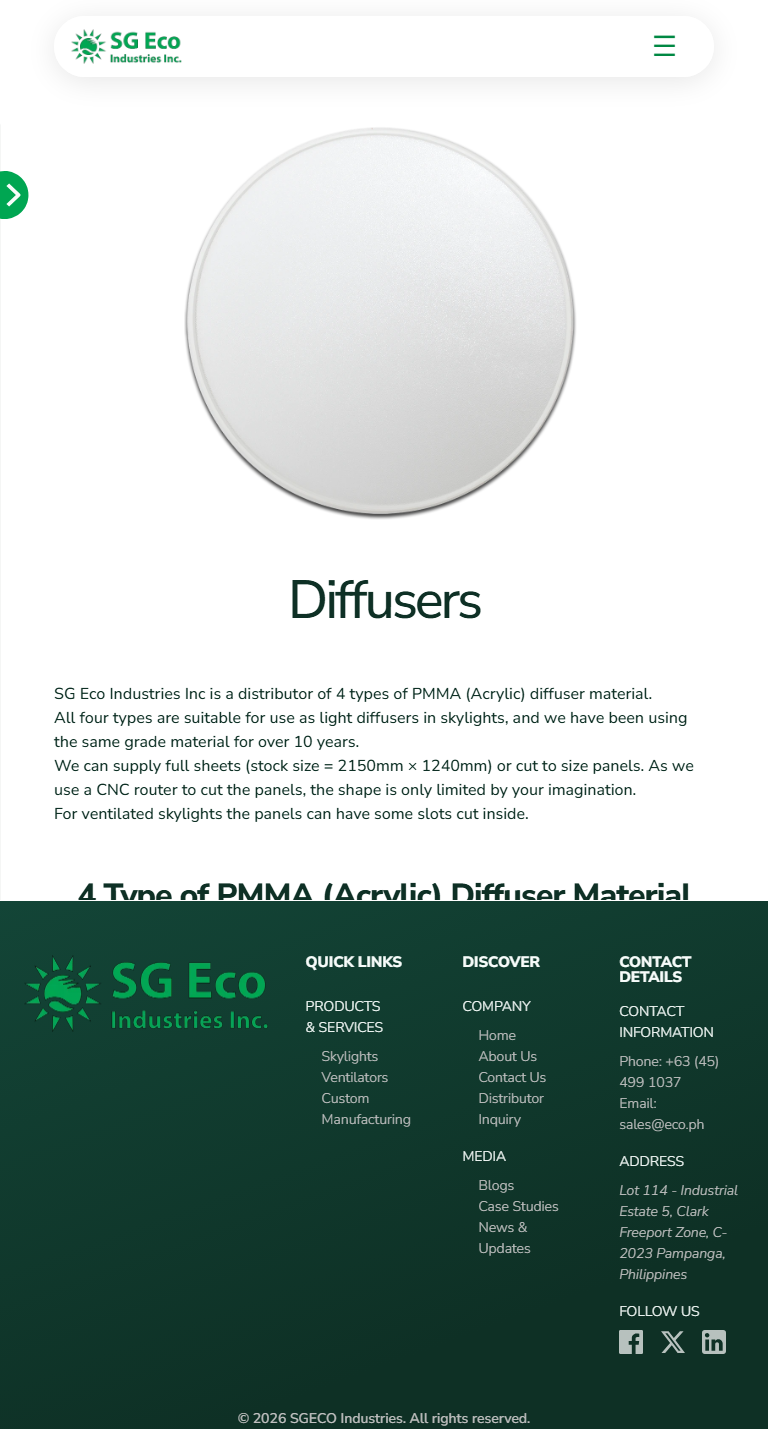 SG Eco
Industries Inc.
Diffusers
SG Eco Industries Inc is a distributor of 4 types of PMMA (Acrylic) diffuser material.
All four types are suitable for use as light diffusers in skylights, and we have been using
the same grade material for over 10 years.
We can supply full sheets (stock size = 2150mm × 1240mm) or cut to size panels. As we
use a CNC router to cut the panels, the shape is only limited by your imagination.
For ventilated skylights the panels can have some slots cut inside.
4 Type of PMMA (Acrylic) Diffuser Material
SG Eco
Industries Inc.
QUICK LINKS
PRODUCTS
& SERVICES
Skylights
Ventilators
Custom
Manufacturing
DISCOVER
COMPANY
Home
About Us
Contact Us
Distributor
Inquiry
MEDIA
Blogs
Case Studies
News &
Updates
CONTACT
DETAILS
CONTACT
INFORMATION
Phone: +63 (45)
499 1037
Email:
sales@eco.ph
ADDRESS
Lot 114 - Industrial
Estate 5, Clark
Freeport Zone, C-
2023 Pampanga,
Philippines
FOLLOW US
© 2026 SGECO Industries. All rights reserved.